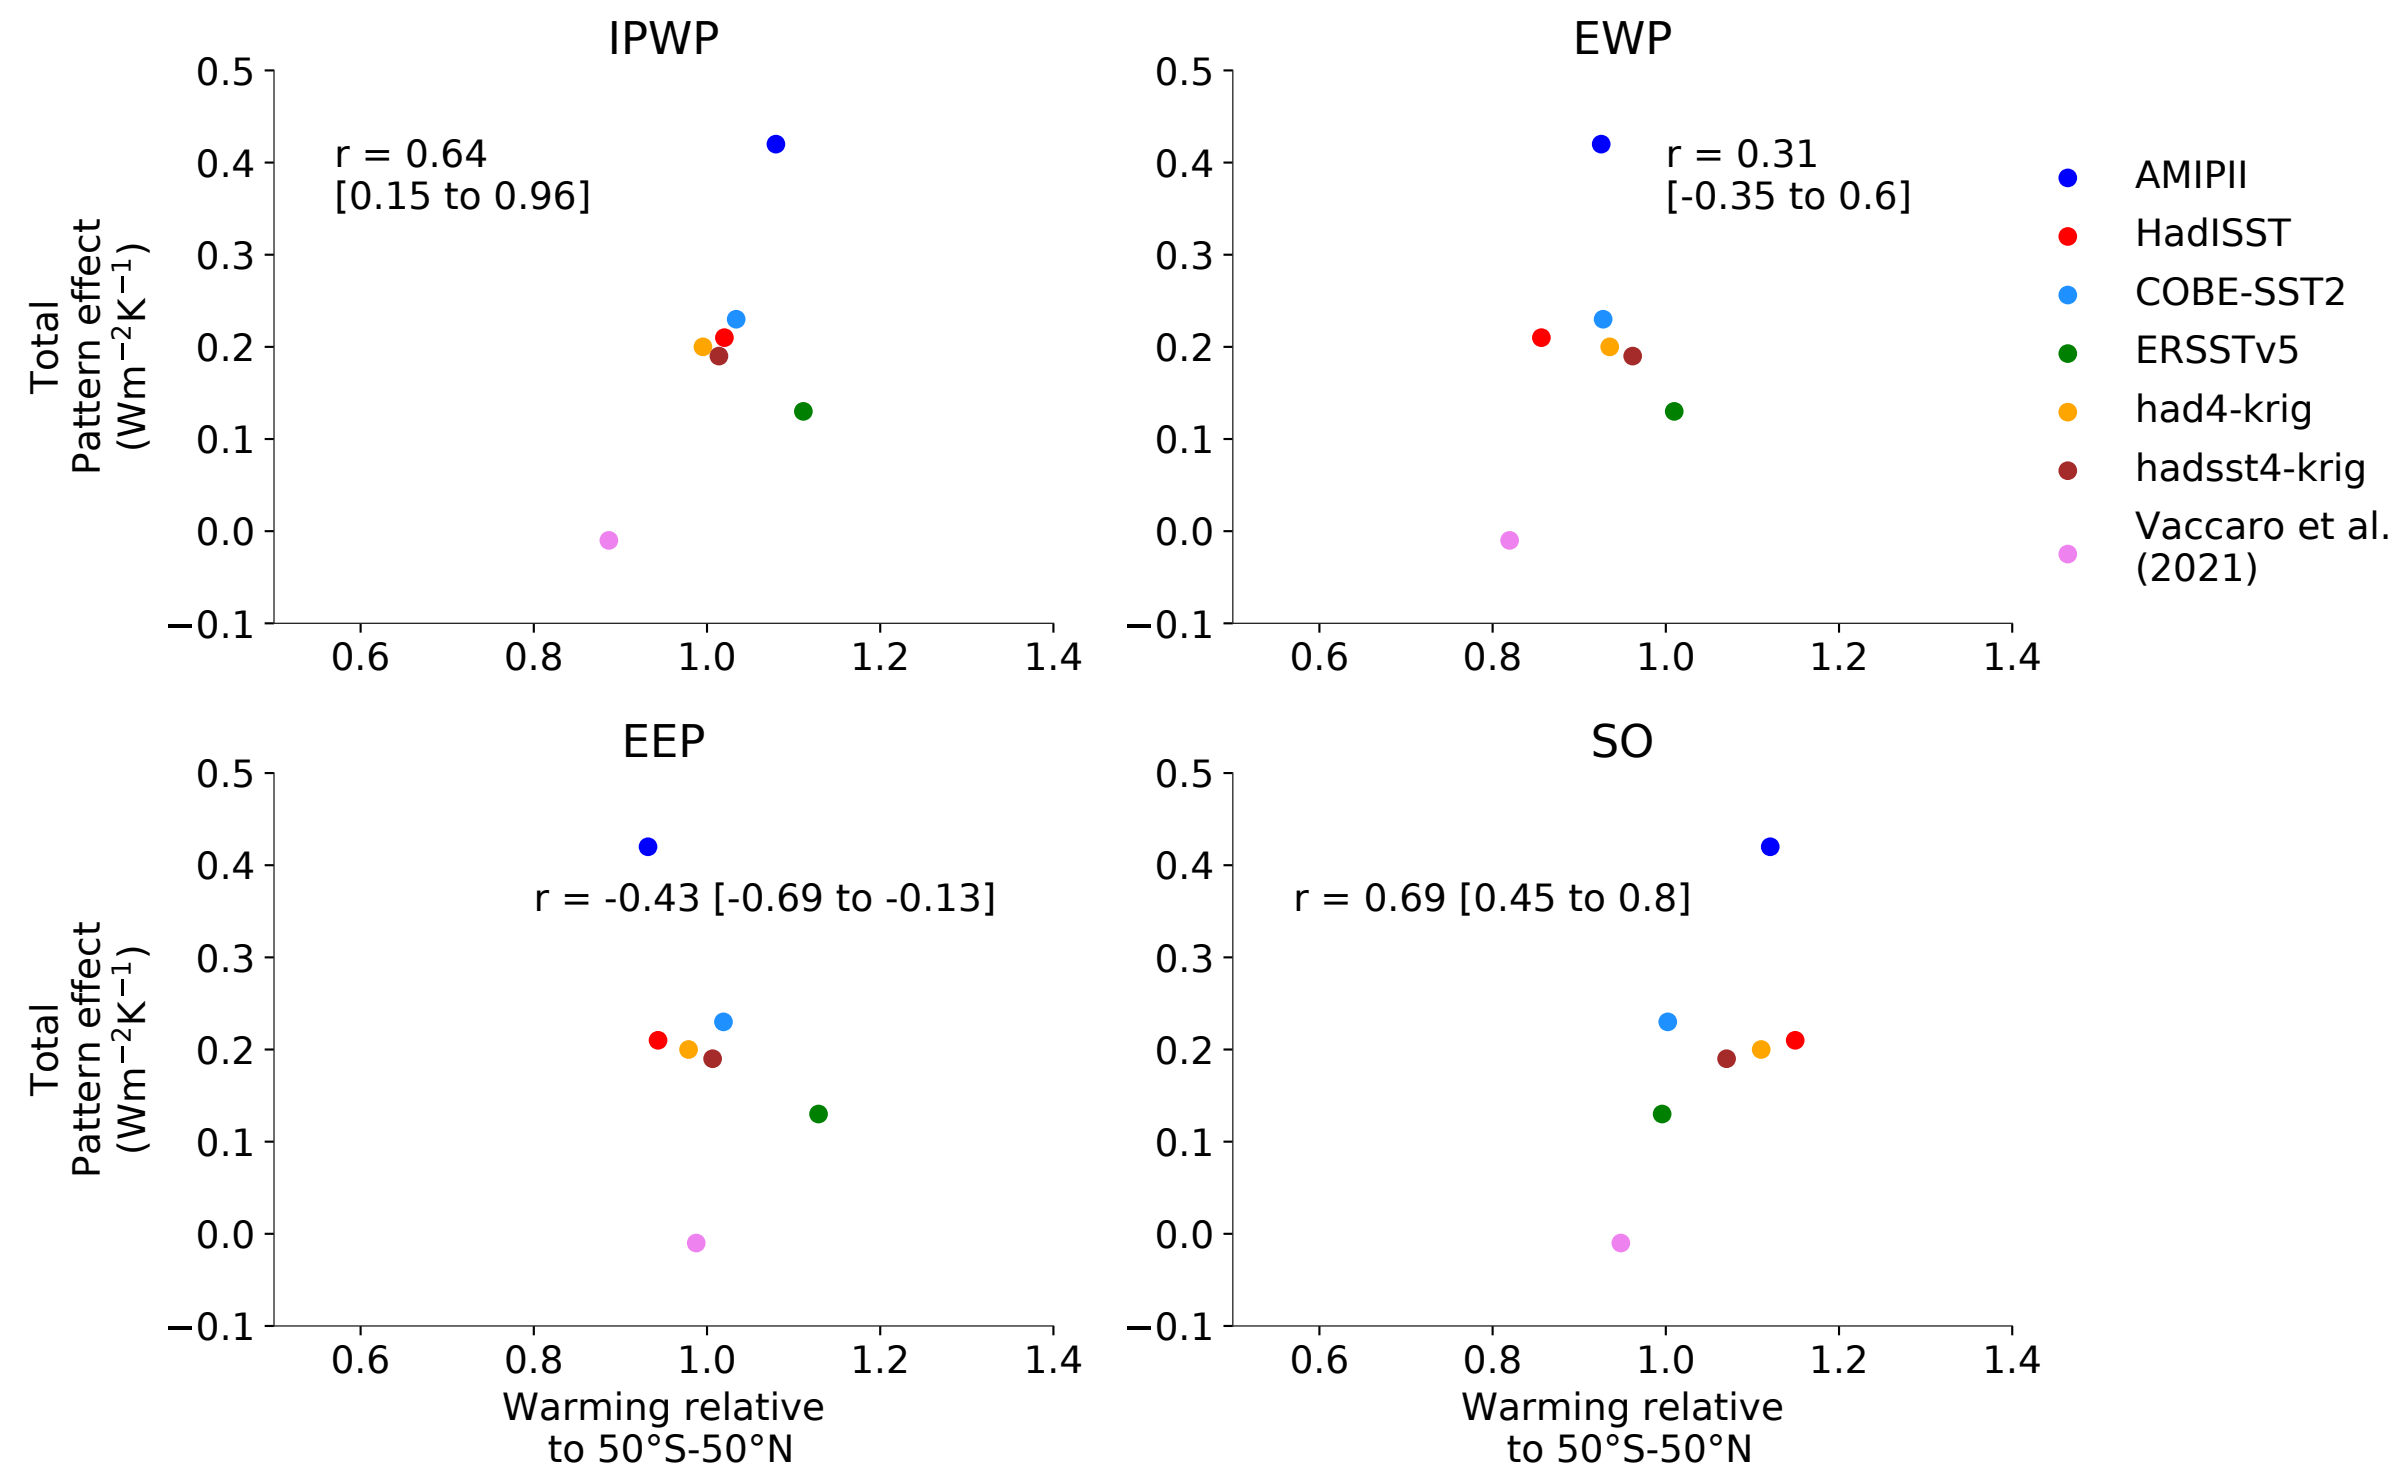 IPWP
0.5
0.4
0.3
0.2
0.1
0.0
−0.1
0.6 0.8 1.0 1.2 1.4
r = 0.64
[0.15 to 0.96]
Total
Pattern effect
(Wm⁻²K⁻¹)
EWP
0.5
0.4
0.3
0.2
0.1
0.0
−0.1
0.6 0.8 1.0 1.2 1.4
r = 0.31
[-0.35 to 0.6]
AMIPII
HadISST
COBE-SST2
ERSSTv5
had4-krig
hadsst4-krig
Vaccaro et al.
(2021)
EEP
0.5
0.4
0.3
0.2
0.1
0.0
−0.1
0.6 0.8 1.0 1.2 1.4
r = -0.43 [-0.69 to -0.13]
Total
Pattern effect
(Wm⁻²K⁻¹)
Warming relative
to 50°S-50°N
SO
0.5
0.4
0.3
0.2
0.1
0.0
−0.1
0.6 0.8 1.0 1.2 1.4
r = 0.69 [0.45 to 0.8]
Warming relative
to 50°S-50°N